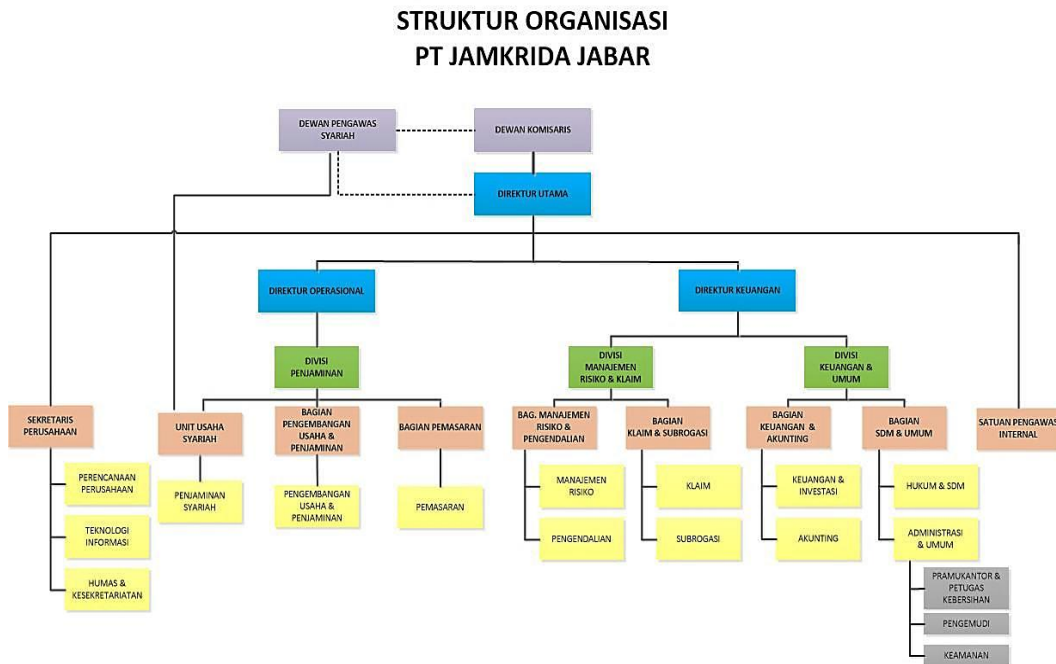 STRUKTUR ORGANISASI
PT JAMKRIDA JABAR
DEWAN PENGAWAS
SYARIAH
DEWAN KOMISARIS
DIREKTUR UTAMA
DIREKTUR OPERASIONAL
DIREKTUR KEUANGAN
DIVISI
PENJAMINAN
DIVISI
MANAJEMEN
RISIKO & KLAIM
DIVISI
KEUANGAN &
UMUM
SEKRETARIS
PERUSAHAAN
UNIT USAHA
SYARIAH
BAGIAN
PENGEMBANGAN
USAHA &
PENJAMINAN
BAGIAN PEMASARAN
BAG. MANAJEMEN
RISIKO &
PENGENDALIAN
BAGIAN
KLAIM & SUBROGASI
BAGIAN
KEUANGAN &
AKUNTING
BAGIAN
SDM & UMUM
SATUAN PENGAWAS
INTERNAL
PERENCANAAN
PERUSAHAAN
PENJAMINAN
SYARIAH
PENGEMBANGAN
USAHA &
PENJAMINAN
PEMASARAN
MANAJEMEN
RISIKO
KLAIM
KEUANGAN &
INVESTASI
HUKUM & SDM
TEKNOLOGI
INFORMASI
PENGENDALIAN
SUBROGASI
AKUNTING
ADMINISTRASI
& UMUM
HUMAS &
KESEKRETARIATAN
PRAMUKANTOR &
PETUGAS
KEBERSIHAN
PENGEMUDI
KEAMANAN